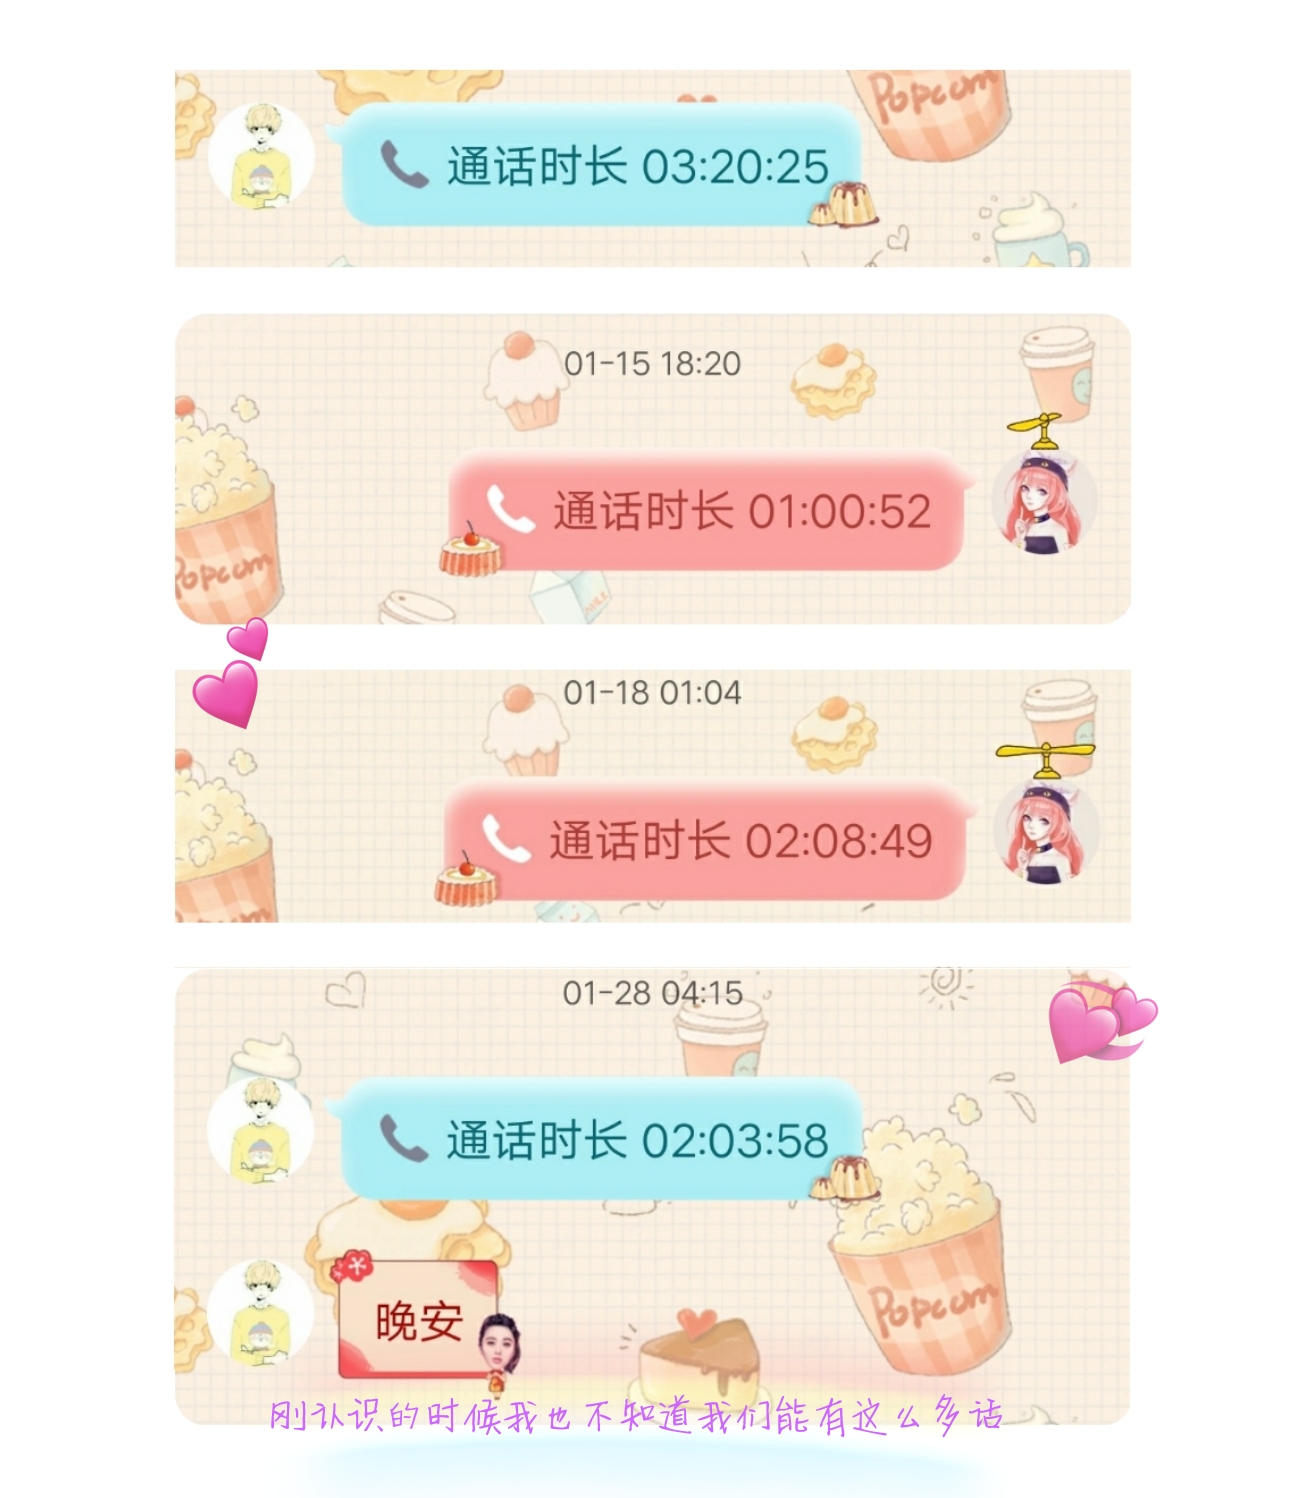 Popcorn
通话时长 03:20:25
01-15 18:20
通话时长 01:00:52
Popcorn
MILK
01-18 01:04
通话时长 02:08:49
01-28 04:15
通话时长 02:03:58
Popcorn
晚安
刚认识的时候我也不知道我们能有这么多话